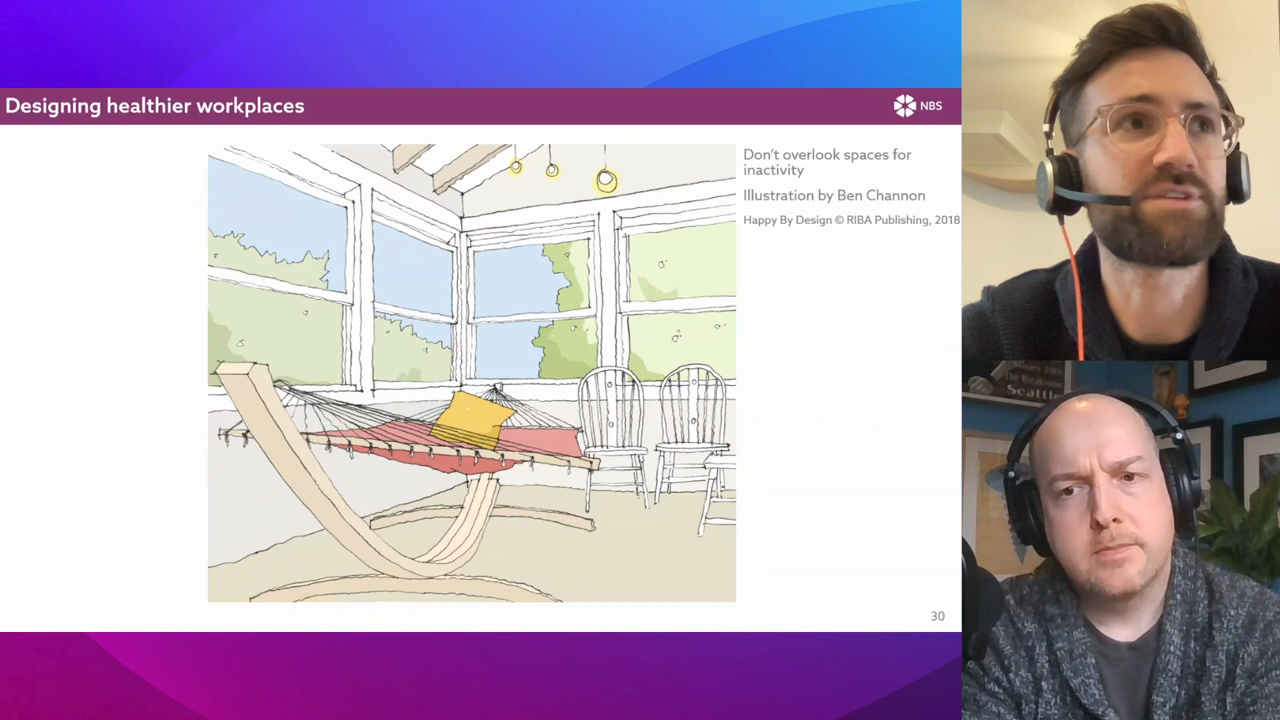 Designing healthier workplaces
NBS
Don't overlook spaces for
inactivity
Illustration by Ben Channon
Happy By Design © RIBA Publishing, 2018
30
Seattle